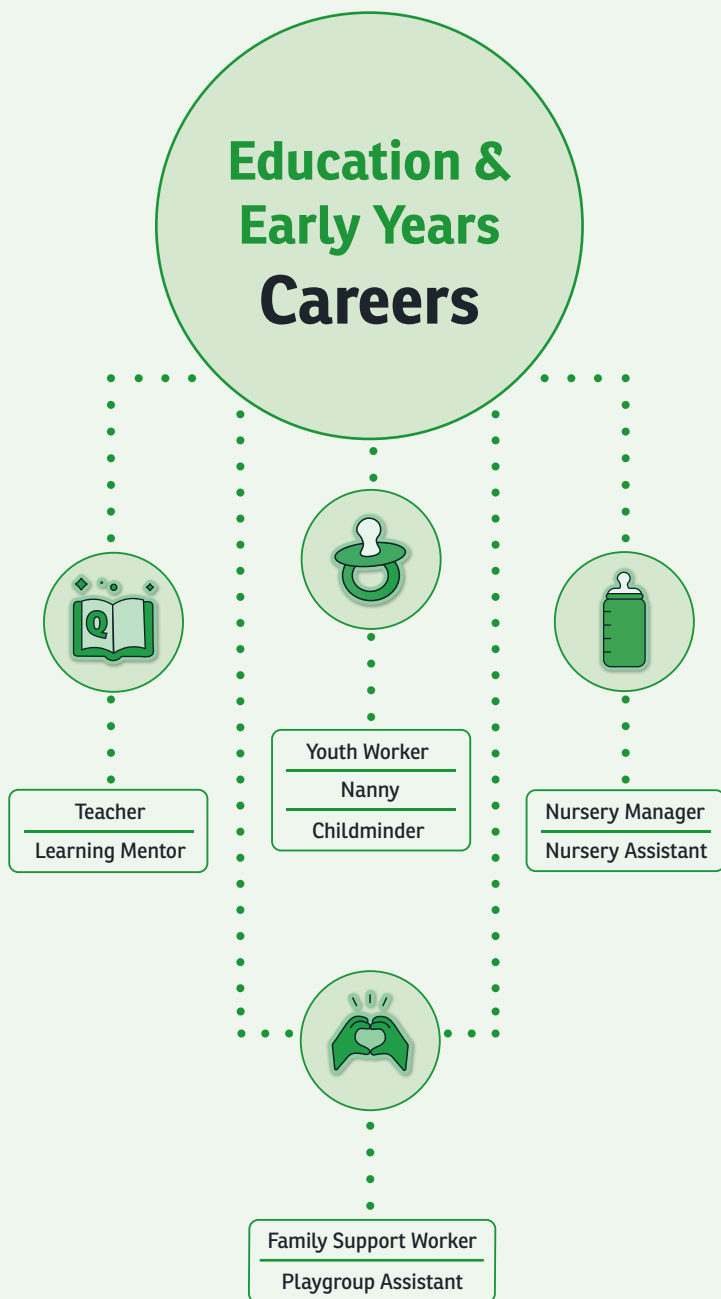 Education &
Early Years
Careers
Q
Youth Worker
Nanny
Childminder
Teacher
Learning Mentor
Nursery Manager
Nursery Assistant
Family Support Worker
Playgroup Assistant